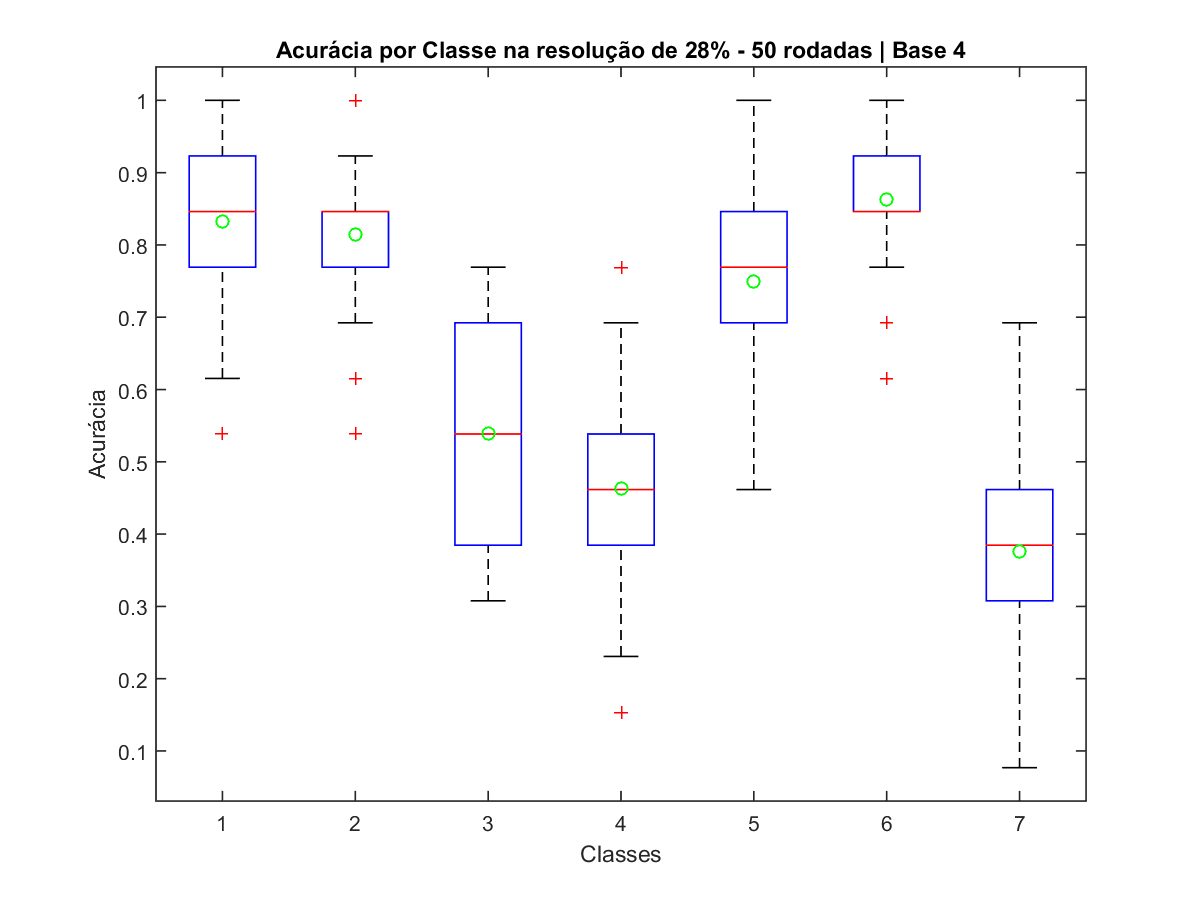 Acurácia por Classe na resolução de 28% - 50 rodadas | Base 4
1
0.9
0.8
0.7
0.6
0.5
0.4
0.3
0.2
0.1
Acurácia
1 2 3 4 5 6 7
Classes